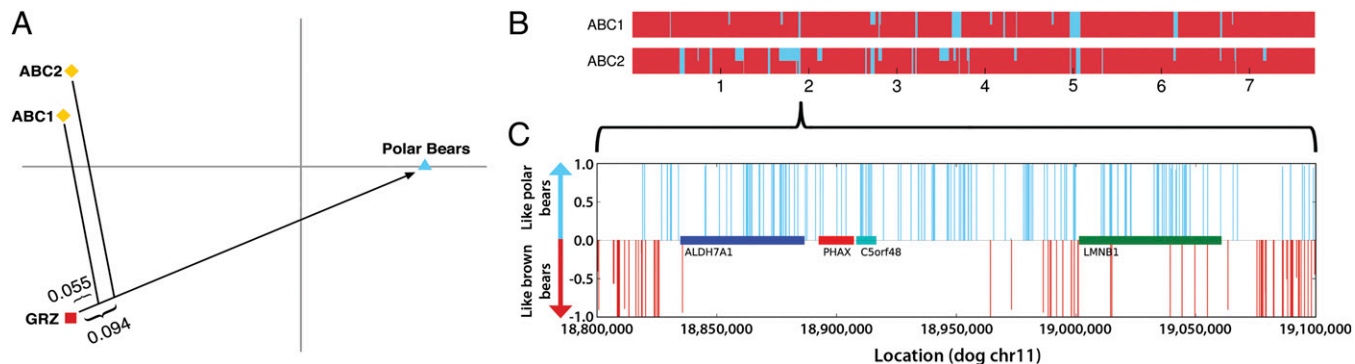 A
ABC2
ABC1
Polar Bears
0.055
GRZ
0.094
B
ABC1
ABC2
1 2 3 4 5 6 7
C
Like polar
bears
Like brown
bears
1.0
0.5
0.0
-0.5
-1.0
ALDH7A1 PHAX C5orf48 LMNB1
18,800,000 18,850,000 18,900,000 18,950,000 19,000,000 19,050,000 19,100,000
Location (dog chr11)